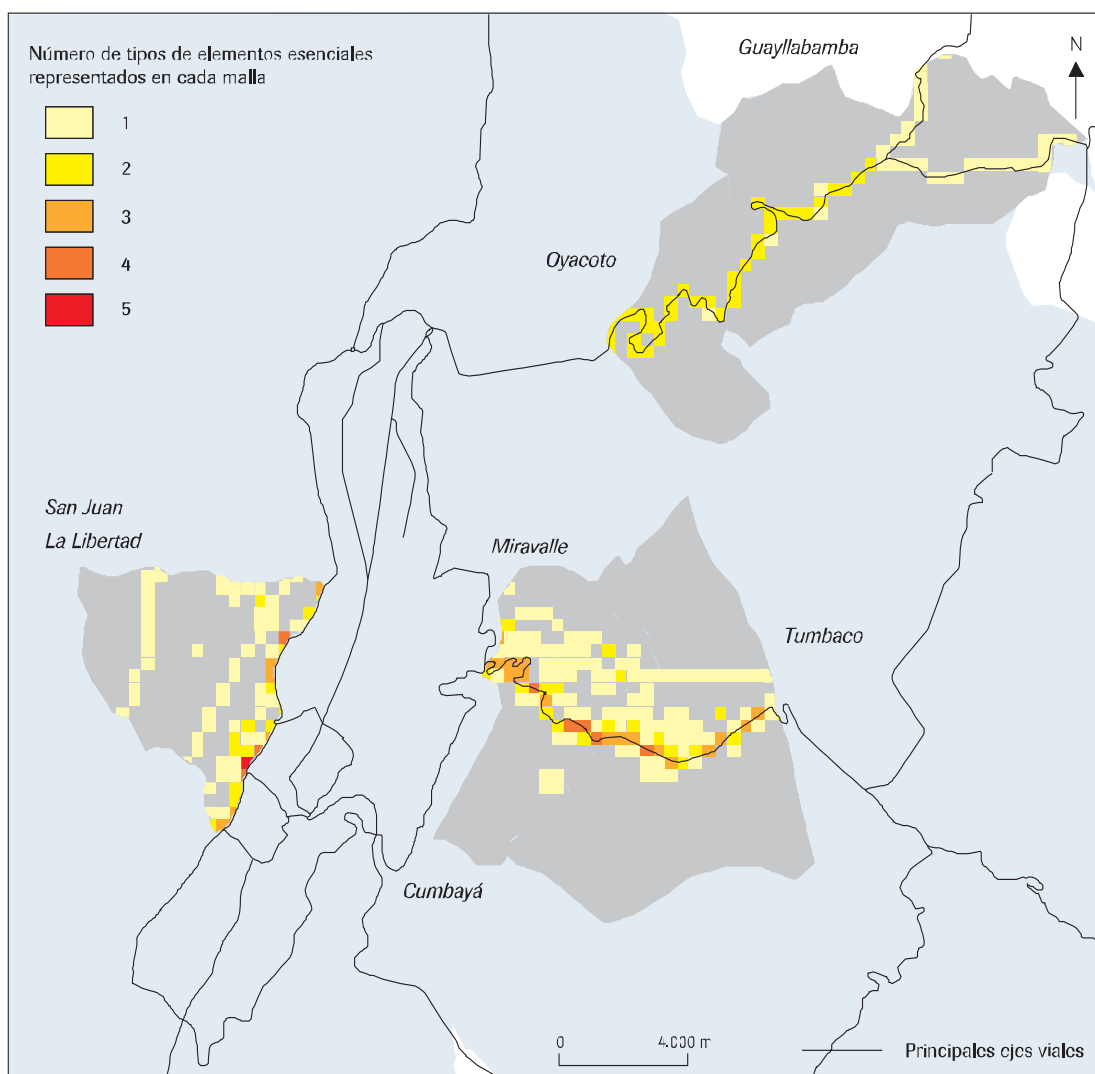 Número de tipos de elementos esenciales
representados en cada malla
1
2
3
4
5
Guayllabamba
N
Oyacoto
San Juan
La Libertad
Miravalle
Tumbaco
Cumbayá
0
4.000 m
Principales ejes viales